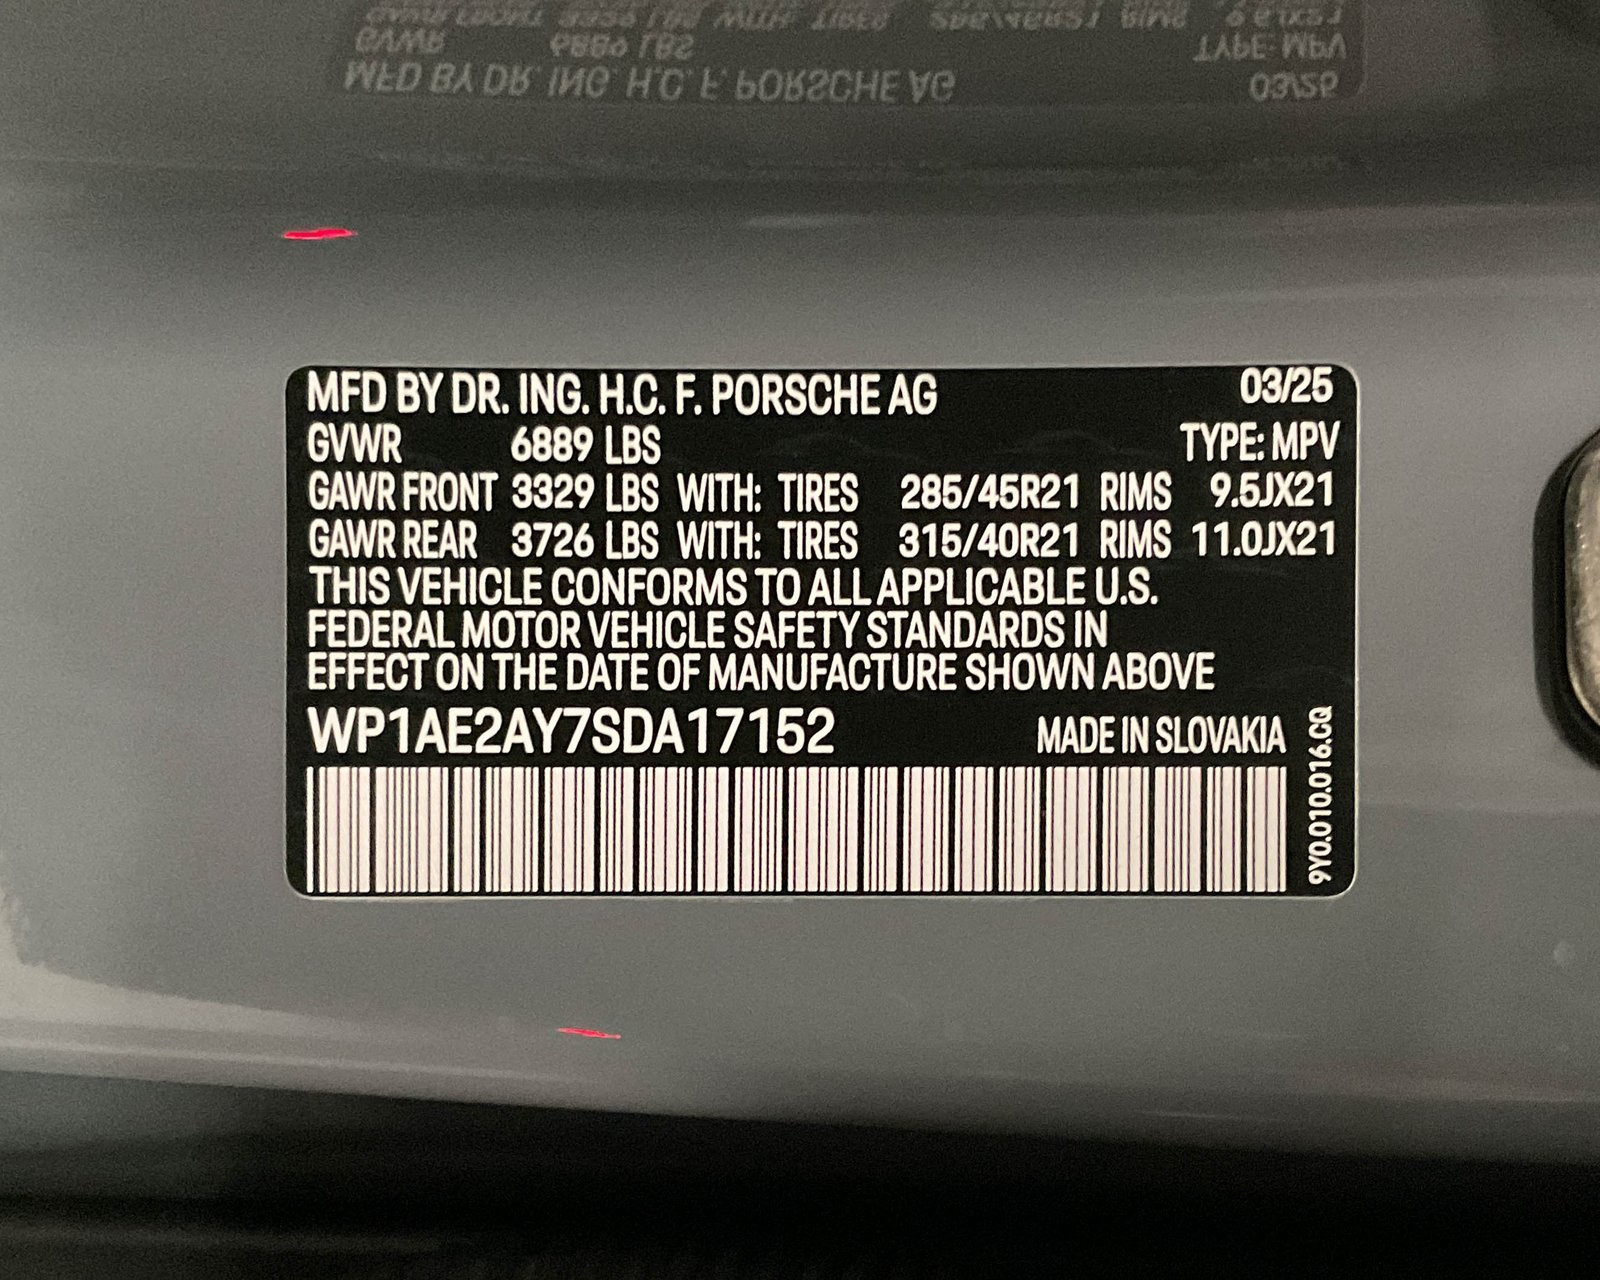 MFD BY DR. ING. H.C. F. PORSCHE AG 03/25
GVWR 6889 LBS TYPE: MPV
GAWR FRONT 3329 LBS WITH: TIRES 285/45R21 RIMS 9.5JX21
GAWR REAR 3726 LBS WITH: TIRES 315/40R21 RIMS 11.0JX21
THIS VEHICLE CONFORMS TO ALL APPLICABLE U.S.
FEDERAL MOTOR VEHICLE SAFETY STANDARDS IN
EFFECT ON THE DATE OF MANUFACTURE SHOWN ABOVE
WP1AE2AY7SDA17152 MADE IN SLOVAKIA
9Y0.010.016.CQ